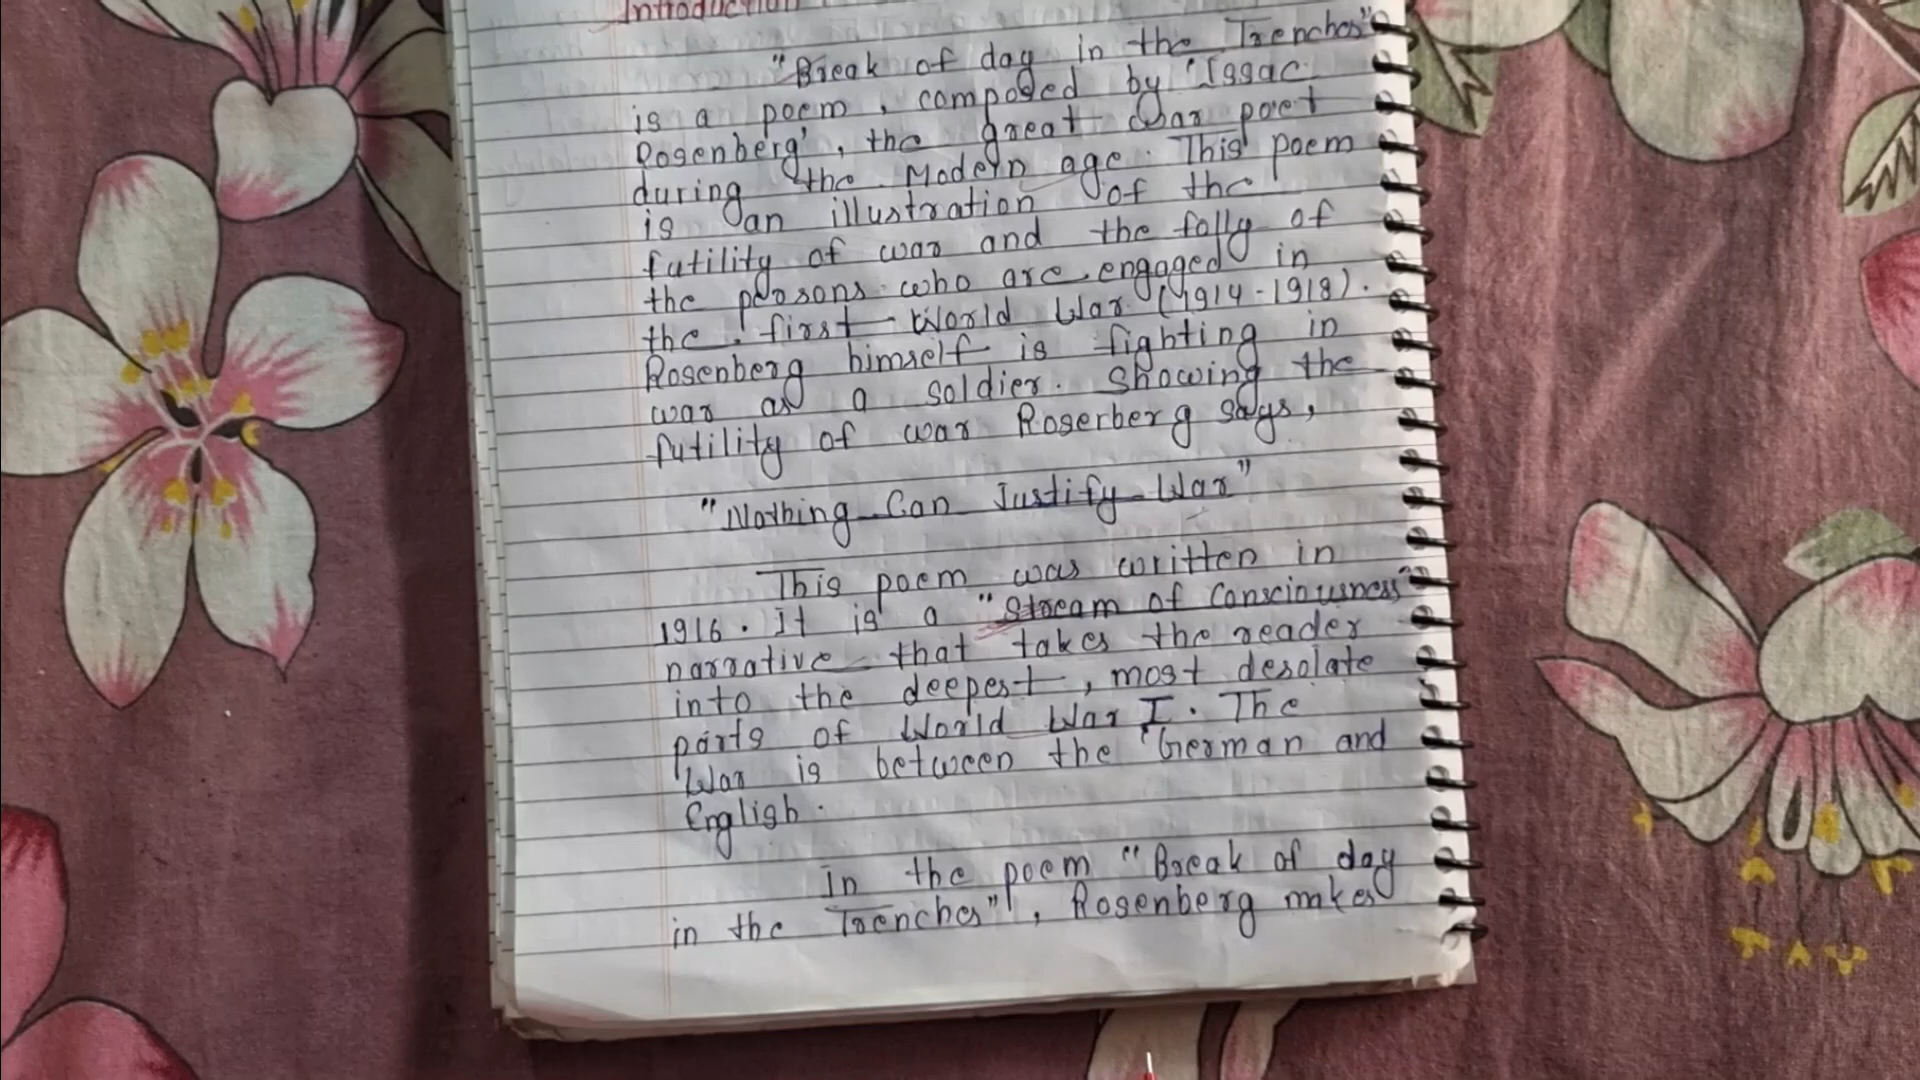 Introduction
"Break of day in the Trenches"
is a poem, composed by 'Issac
Rosenberg', the great war poet
during the Modern age. This poem
is an illustration of the
futility of war and the folly of
the persons who are engaged in
the first World War (1914-1918).
Rosenberg himself is fighting in
war as a soldier. Showing the
futility of war Roserberg says,
"Nothing Can Justify War"
This poem was written in
1916. It is a "Stream of Consciousness"
narrative that takes the reader
into the deepest, most desolate
parts of World War I. The
War is between the German and
English.
In the poem "Break of day
in the Trenches", Rosenberg mkes